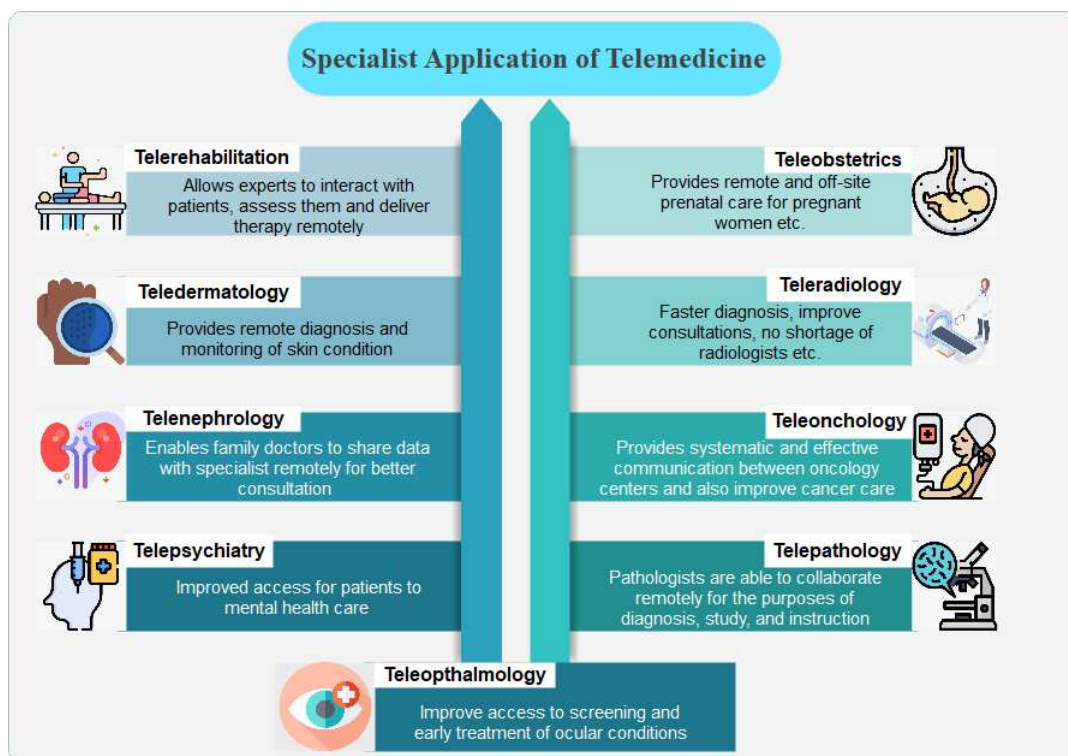 Specialist Application of Telemedicine
Telerehabilitation
Allows experts to interact with
patients, assess them and deliver
therapy remotely
Teleobstetrics
Provides remote and off-site
prenatal care for pregnant
women etc.
Teledermatology
Provides remote diagnosis and
monitoring of skin condition
Teleradiology
Faster diagnosis, improve
consultations, no shortage of
radiologists etc.
Telenephrology
Enables family doctors to share data
with specialist remotely for better
consultation
Teleonchology
Provides systematic and effective
communication between oncology
centers and also improve cancer care
Telepsychiatry
Improved access for patients to
mental health care
Telepathology
Pathologists are able to collaborate
remotely for the purposes of
diagnosis, study, and instruction
Teleopthalmology
Improve access to screening and
early treatment of ocular conditions